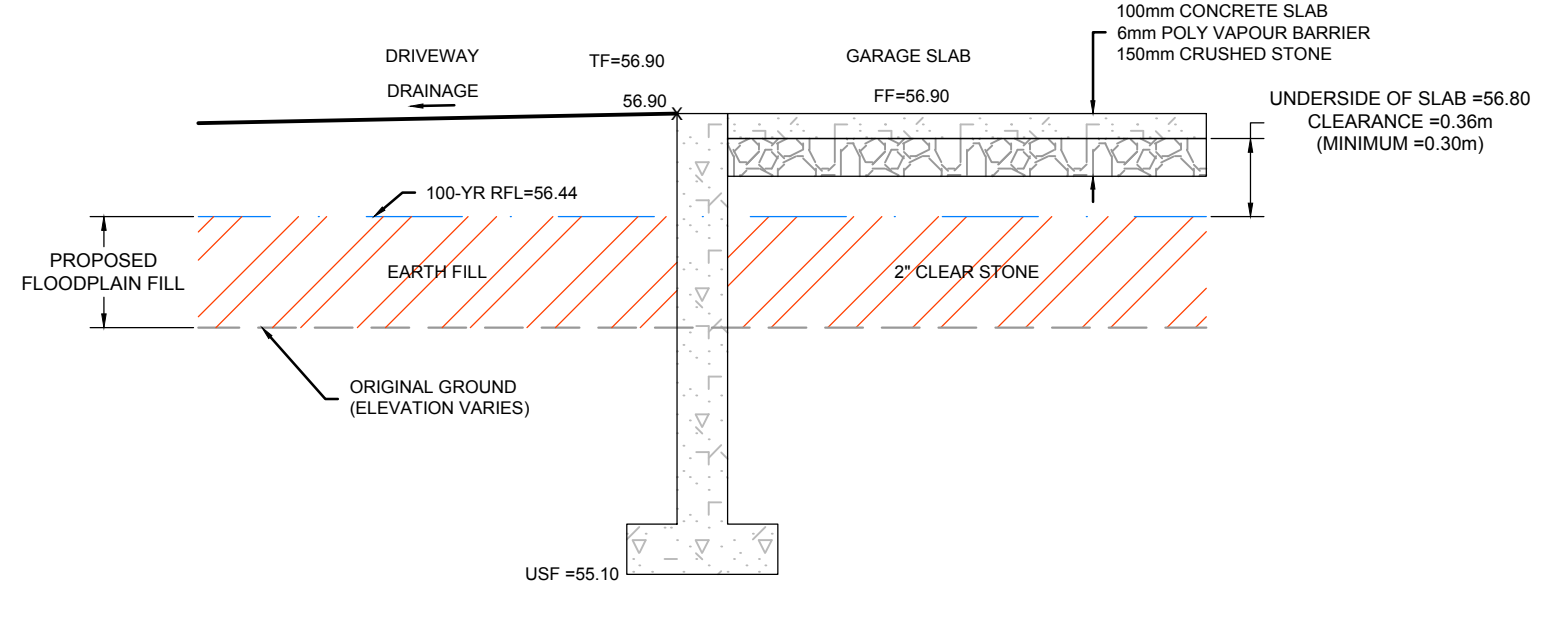 100mm CONCRETE SLAB
6mm POLY VAPOUR BARRIER
150mm CRUSHED STONE
DRIVEWAY
TF=56.90
GARAGE SLAB
DRAINAGE
56.90
FF=56.90
UNDERSIDE OF SLAB =56.80
CLEARANCE =0.36m
(MINIMUM =0.30m)
100-YR RFL=56.44
PROPOSED
FLOODPLAIN FILL
EARTH FILL
2" CLEAR STONE
ORIGINAL GROUND
(ELEVATION VARIES)
USF =55.10